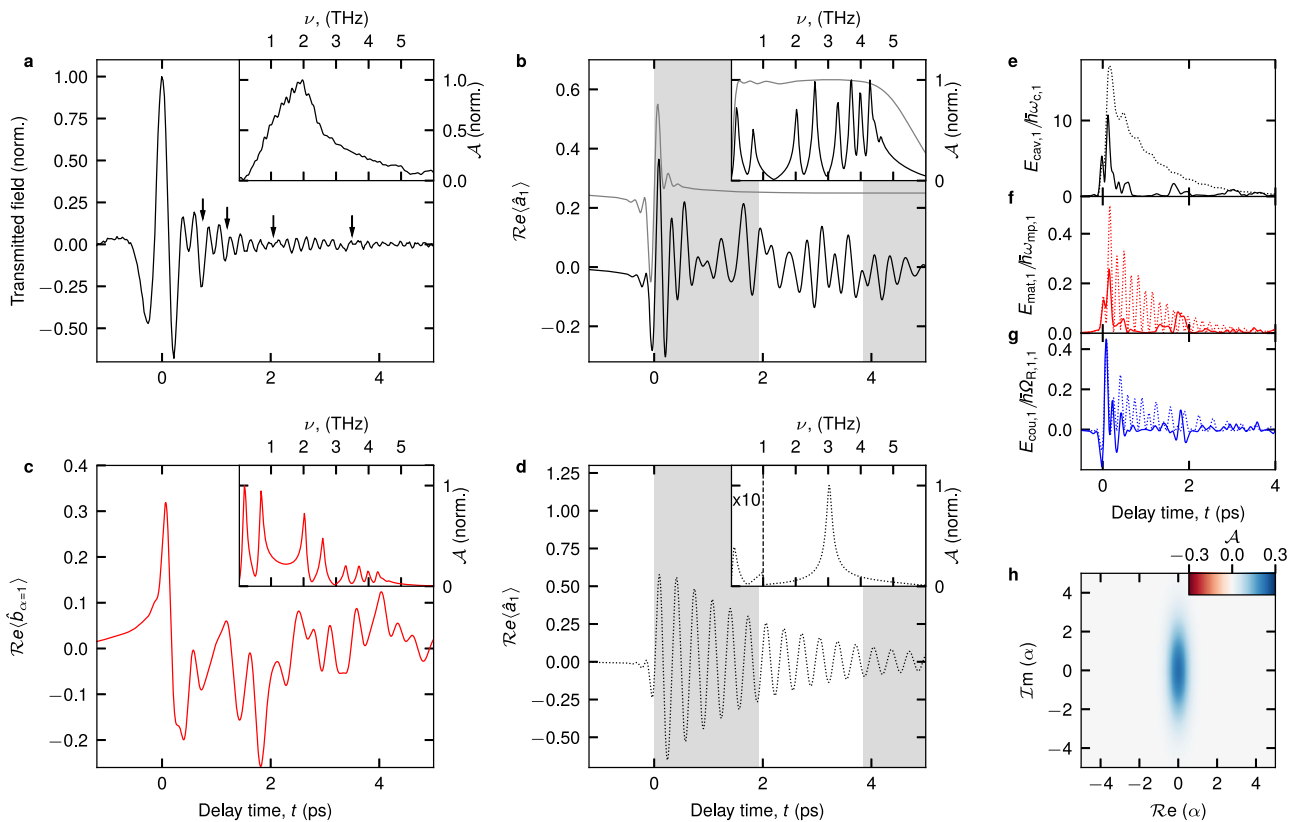 ν, (THz)
1 2 3 4 5
a
1.00
0.75
0.50
0.25
0.00
−0.25
−0.50
Transmitted field (norm.)
1.0
0.5
0.0
𝒜 (norm.)
0 2 4
ν, (THz)
1 2 3 4 5
b
0.6
0.4
0.2
0.0
−0.2
ℛe⟨â₁⟩
1
0
𝒜 (norm.)
0 2 4
ν, (THz)
1 2 3 4 5
c
0.4
0.3
0.2
0.1
0.0
−0.1
−0.2
ℛe⟨b̂α=1⟩
1
0
𝒜 (norm.)
0 2 4
Delay time, t (ps)
ν, (THz)
1 2 3 4 5
d
1.25
1.00
0.75
0.50
0.25
0.00
−0.25
−0.50
ℛe⟨â₁⟩
x10
1
0
𝒜 (norm.)
0 2 4
Delay time, t (ps)
e
10
0
E_cav,1/ℏω_c,1
f
0.4
0.2
0.0
E_mat,1/ℏω_mp,1
g
0.4
0.2
0.0
E_cou,1/ℏΩ_R,1,1
0 2 4
Delay time, t (ps)
𝒜
−0.3 0.0 0.3
h
4
2
0
−2
−4
ℐm (α)
−4 −2 0 2 4
ℛe (α)